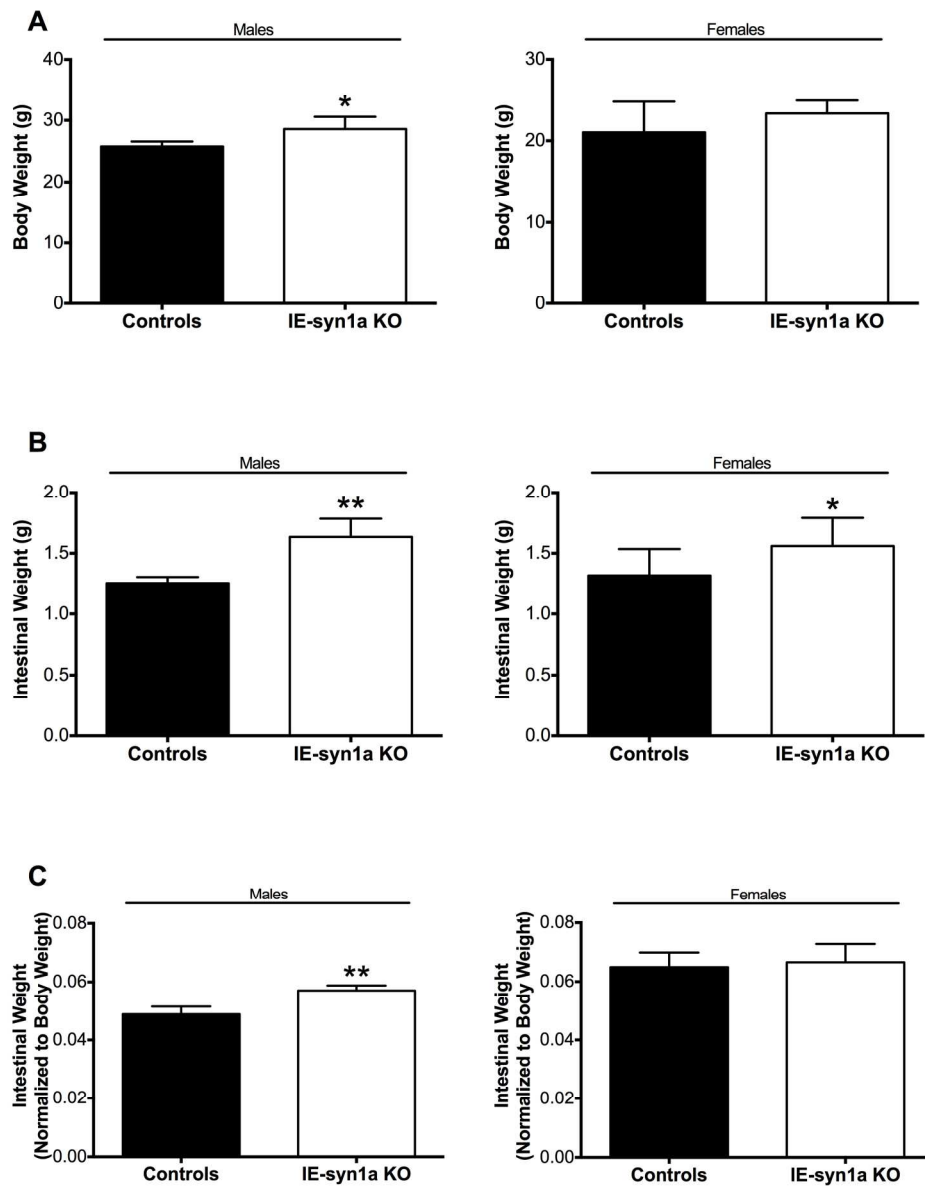 A
Males
Females
Body Weight (g)
40
30
20
10
0
*
Controls
IE-syn1a KO
Body Weight (g)
30
20
10
0
Controls
IE-syn1a KO
B
Males
Females
Intestinal Weight (g)
2.0
1.5
1.0
0.5
0.0
**
Controls
IE-syn1a KO
Intestinal Weight (g)
2.0
1.5
1.0
0.5
0.0
*
Controls
IE-syn1a KO
C
Males
Females
Intestinal Weight
(Normalized to Body Weight)
0.08
0.06
0.04
0.02
0.00
**
Controls
IE-syn1a KO
Intestinal Weight
(Normalized to Body Weight)
0.08
0.06
0.04
0.02
0.00
Controls
IE-syn1a KO